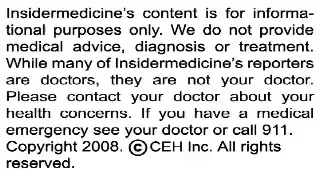 Insidermedicine's content is for informa-
tional purposes only. We do not provide
medical advice, diagnosis or treatment.
While many of Insidermedicine's reporters
are doctors, they are not your doctor.
Please contact your doctor about your
health concerns. If you have a medical
emergency see your doctor or call 911.
Copyright 2008. ©CEH Inc. All rights
reserved.